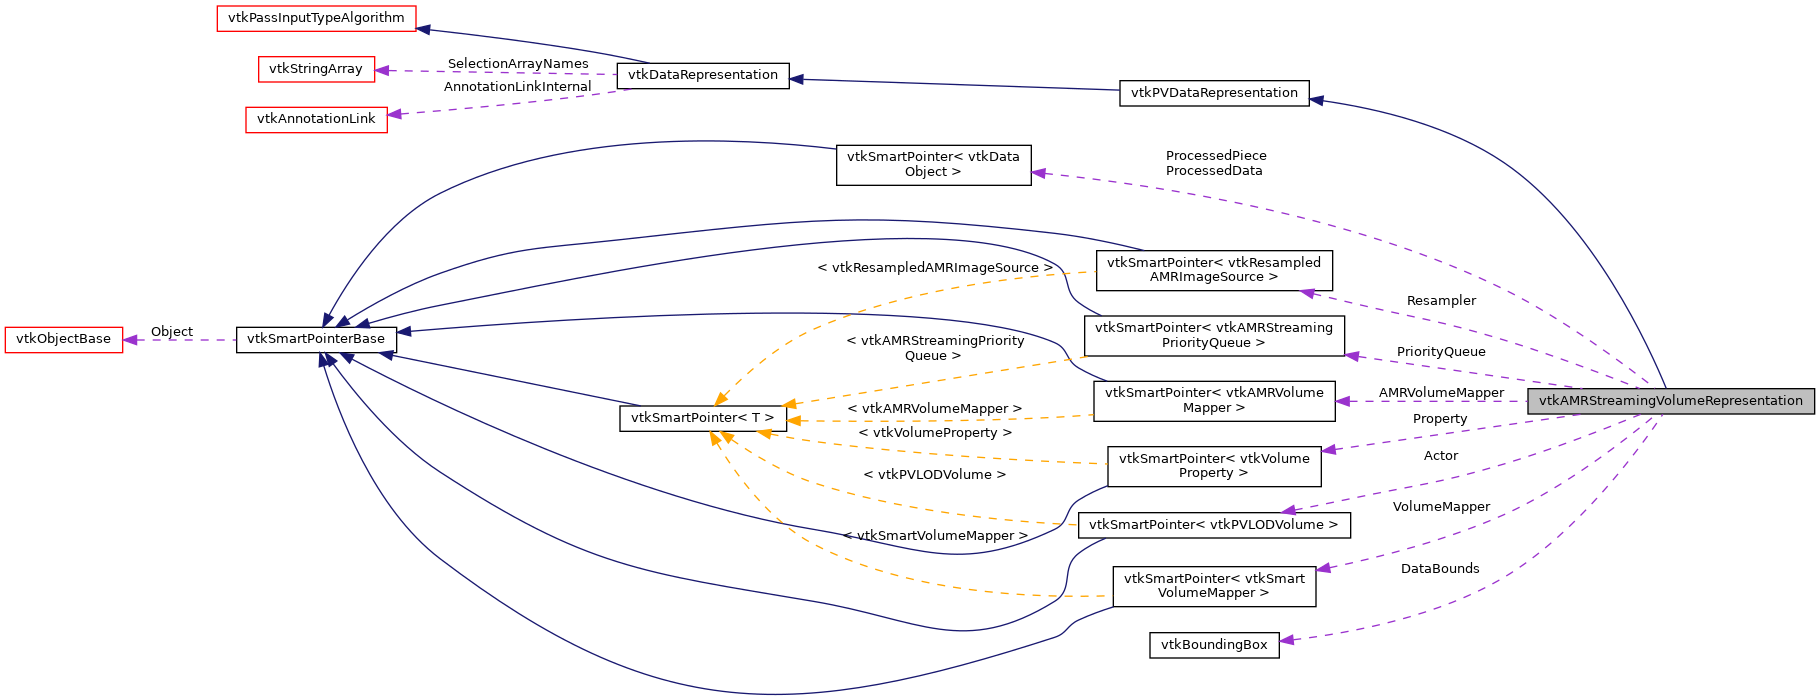 vtkPassInputTypeAlgorithm
vtkStringArray
SelectionArrayNames
vtkDataRepresentation
AnnotationLinkInternal
vtkAnnotationLink
vtkPVDataRepresentation
vtkSmartPointer< vtkData
Object >
ProcessedPiece
ProcessedData
vtkSmartPointer< vtkResampled
AMRImageSource >
< vtkResampledAMRImageSource >
Resampler
vtkObjectBase
Object
vtkSmartPointerBase
vtkSmartPointer< vtkAMRStreaming
PriorityQueue >
< vtkAMRStreamingPriority
Queue >
PriorityQueue
vtkSmartPointer< vtkAMRVolume
Mapper >
AMRVolumeMapper
vtkAMRStreamingVolumeRepresentation
vtkSmartPointer< T >
< vtkAMRVolumeMapper >
< vtkVolumeProperty >
Property
vtkSmartPointer< vtkVolume
Property >
Actor
< vtkPVLODVolume >
VolumeMapper
vtkSmartPointer< vtkPVLODVolume >
< vtkSmartVolumeMapper >
DataBounds
vtkSmartPointer< vtkSmart
VolumeMapper >
vtkBoundingBox